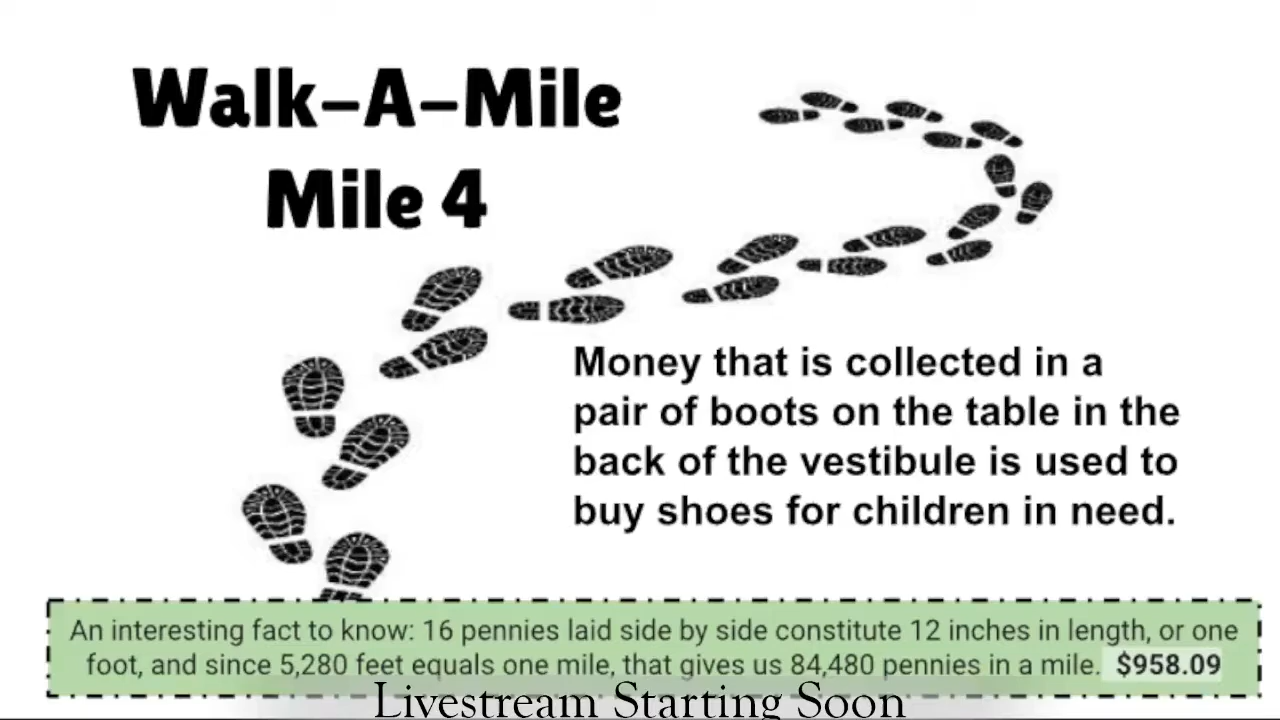 Walk-A-Mile
Mile 4
Money that is collected in a
pair of boots on the table in the
back of the vestibule is used to
buy shoes for children in need.
An interesting fact to know: 16 pennies laid side by side constitute 12 inches in length, or one
foot, and since 5,280 feet equals one mile, that gives us 84,480 pennies in a mile. $958.09
Livestream Starting Soon